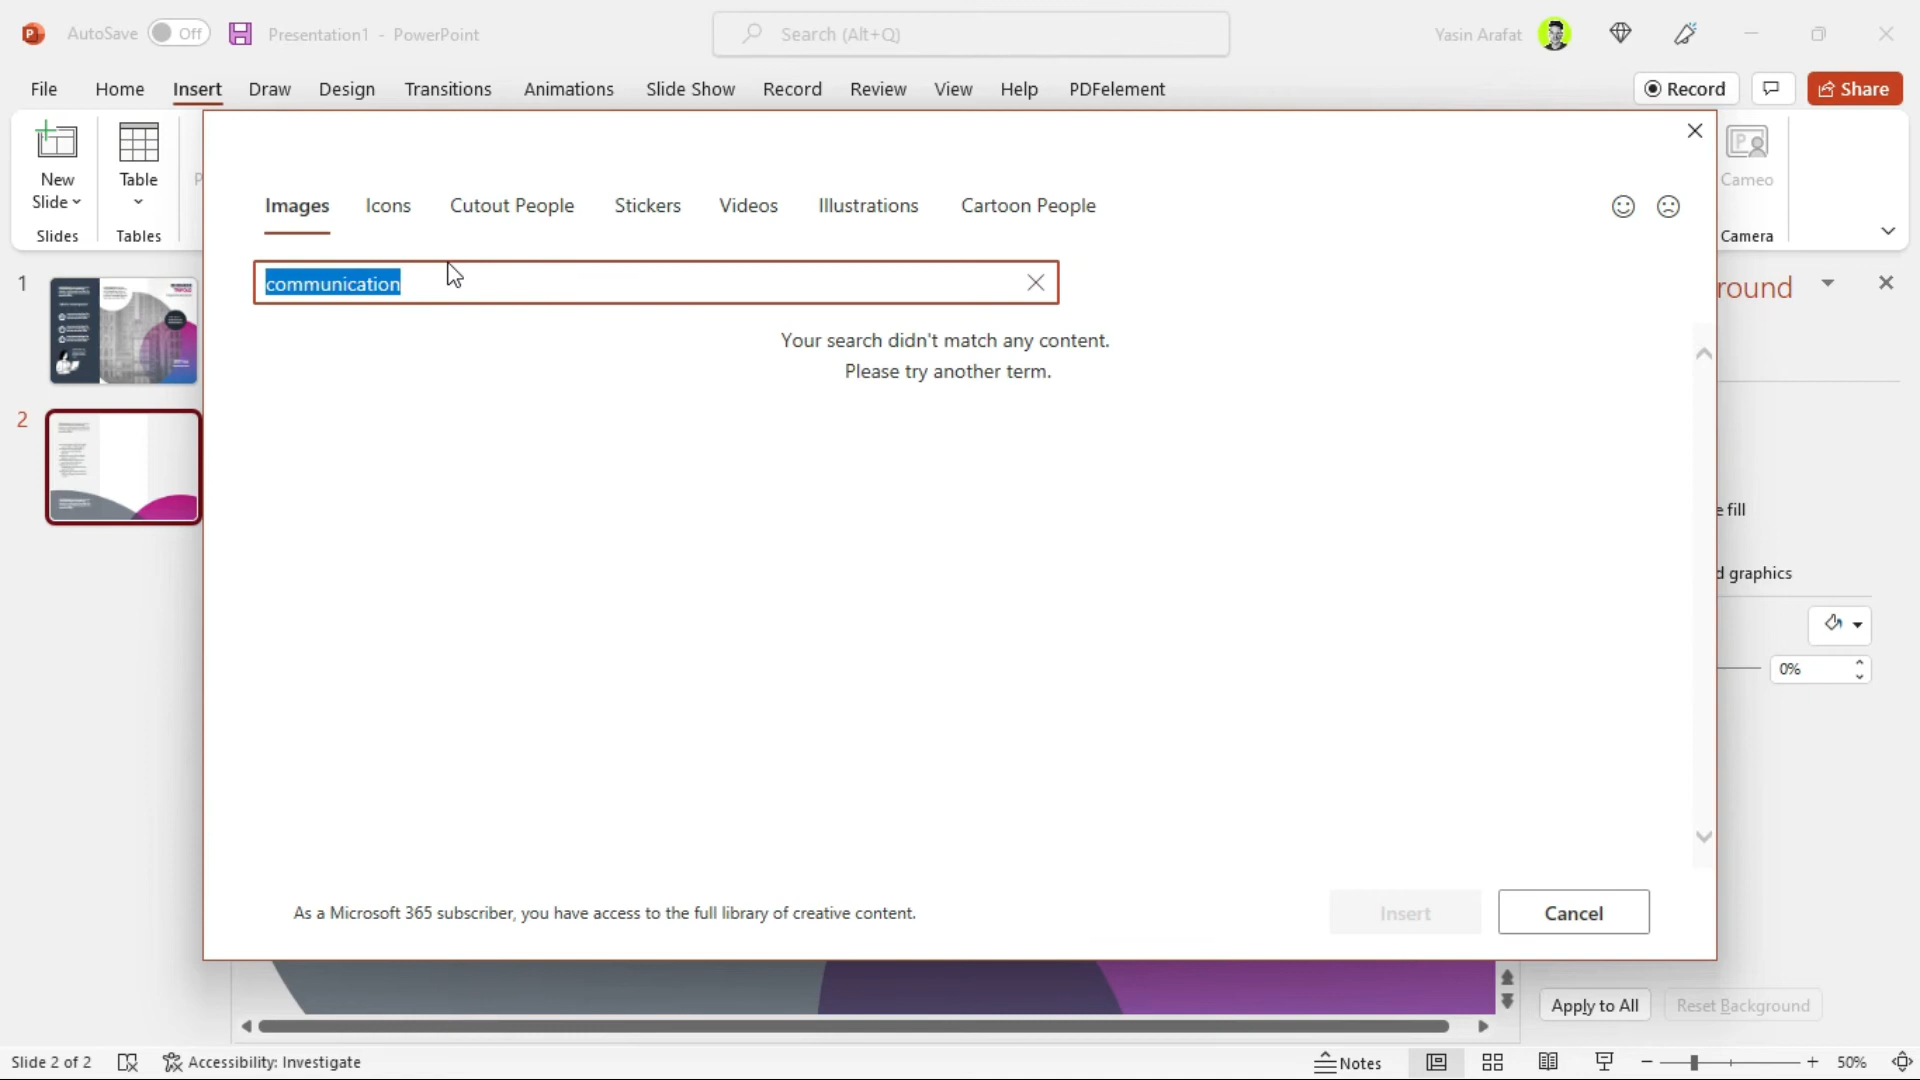 AutoSave Off Presentation1 - PowerPoint Search (Alt+Q) Yasin Arafat
File Home Insert Draw Design Transitions Animations Slide Show Record Review View Help PDFelement Record Share
New Slide
Slides
Table
Tables
Cameo
Camera
Images Icons Cutout People Stickers Videos Illustrations Cartoon People
communication
Your search didn't match any content.
Please try another term.
As a Microsoft 365 subscriber, you have access to the full library of creative content.
Insert Cancel
1
2
round
e fill
d graphics
0%
Apply to All Reset Background
Slide 2 of 2 Accessibility: Investigate Notes 50%